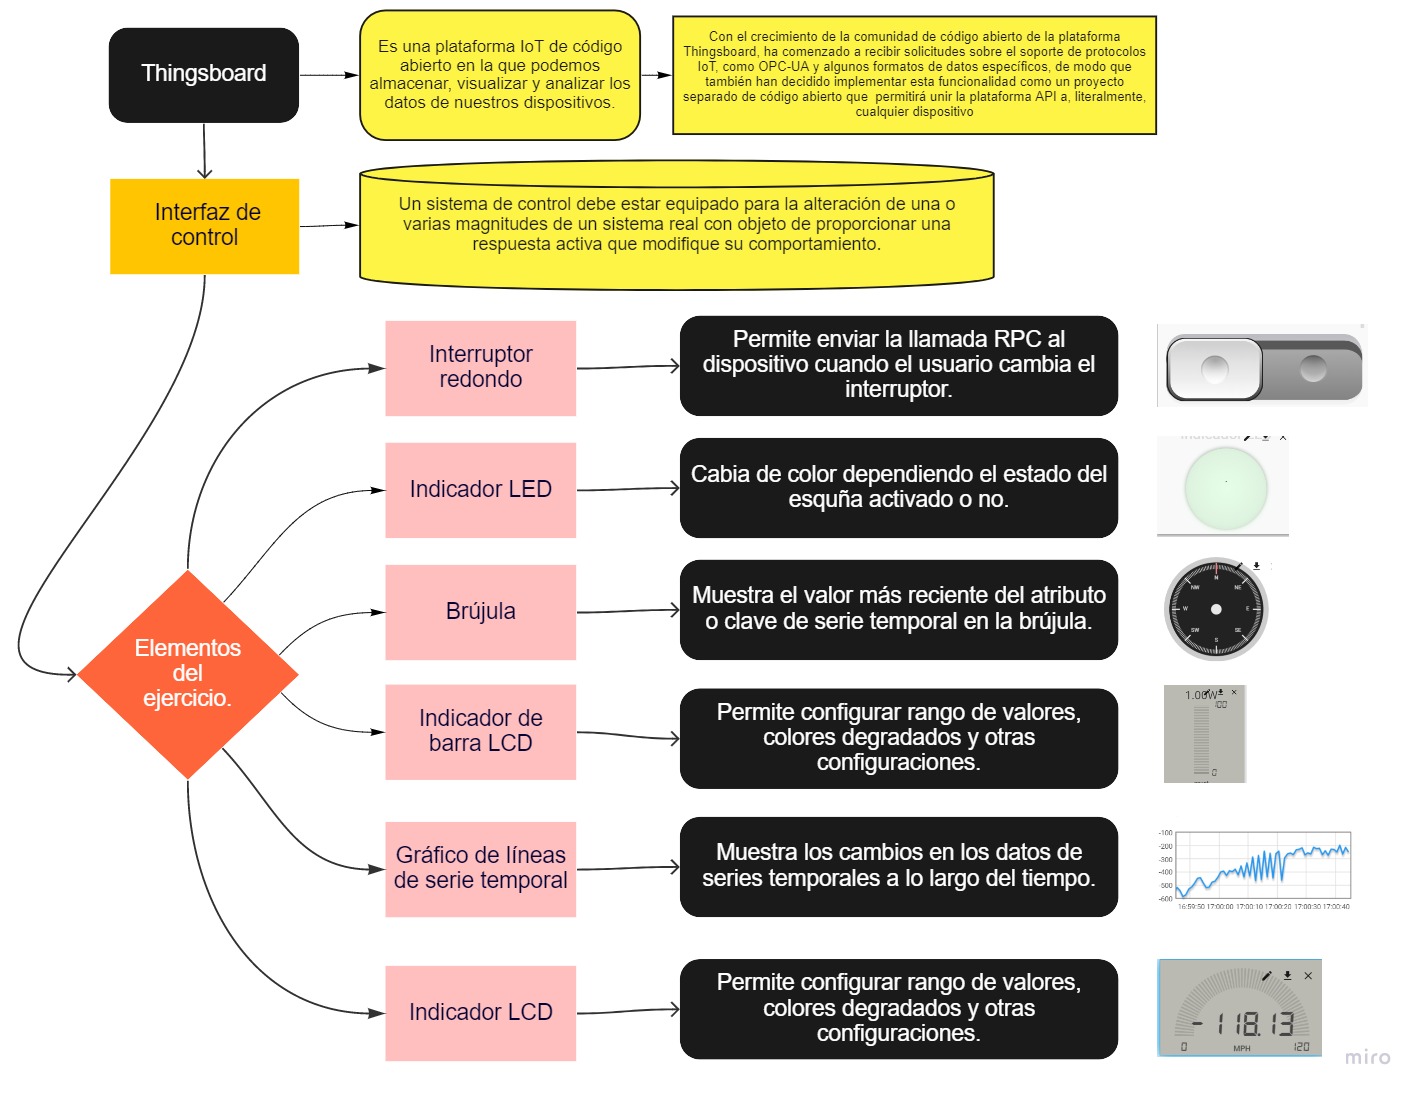 Thingsboard
Es una plataforma IoT de código
abierto en la que podemos
almacenar, visualizar y analizar los
datos de nuestros dispositivos.
Con el crecimiento de la comunidad de código abierto de la plataforma
Thingsboard, ha comenzado a recibir solicitudes sobre el soporte de protocolos
IoT, como OPC-UA y algunos formatos de datos específicos, de modo que
también han decidido implementar esta funcionalidad como un proyecto
separado de código abierto que permitirá unir la plataforma API a, literalmente,
cualquier dispositivo
Interfaz de
control
Un sistema de control debe estar equipado para la alteración de una o
varias magnitudes de un sistema real con objeto de proporcionar una
respuesta activa que modifique su comportamiento.
Elementos
del
ejercicio.
Interruptor
redondo
Permite enviar la llamada RPC al
dispositivo cuando el usuario cambia el
interruptor.
Indicador LED
Cabia de color dependiendo el estado del
esquña activado o no.
Brújula
Muestra el valor más reciente del atributo
o clave de serie temporal en la brújula.
N
NW
NE
W
E
SW
SE
S
Indicador de
barra LCD
Permite configurar rango de valores,
colores degradados y otras
configuraciones.
1.00W
100
0
Gráfico de líneas
de serie temporal
Muestra los cambios en los datos de
series temporales a lo largo del tiempo.
-100
-200
-300
-400
-500
-600
16:59:50 17:00:00 17:00:10 17:00:20 17:00:30 17:00:40
Indicador LCD
Permite configurar rango de valores,
colores degradados y otras
configuraciones.
-118.13
0 MPH 120
miro